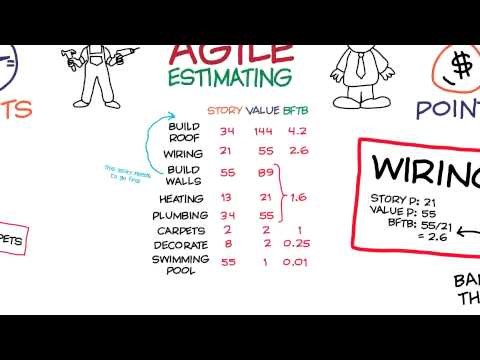 AGILE
ESTIMATING
TS
POINT
STORY VALUE BFTB
BUILD ROOF 34 144 4.2
WIRING 21 55 2.6
BUILD WALLS 55 89
This story needs
to go first
HEATING 13 21 1.6
PLUMBING 34 55
CARPETS 2 2 1
DECORATE 8 2 0.25
SWIMMING POOL 55 1 0.01
PETS
$
WIRING
STORY P: 21
VALUE P: 55
BFTB: 55/21
= 2.6
BA
TH